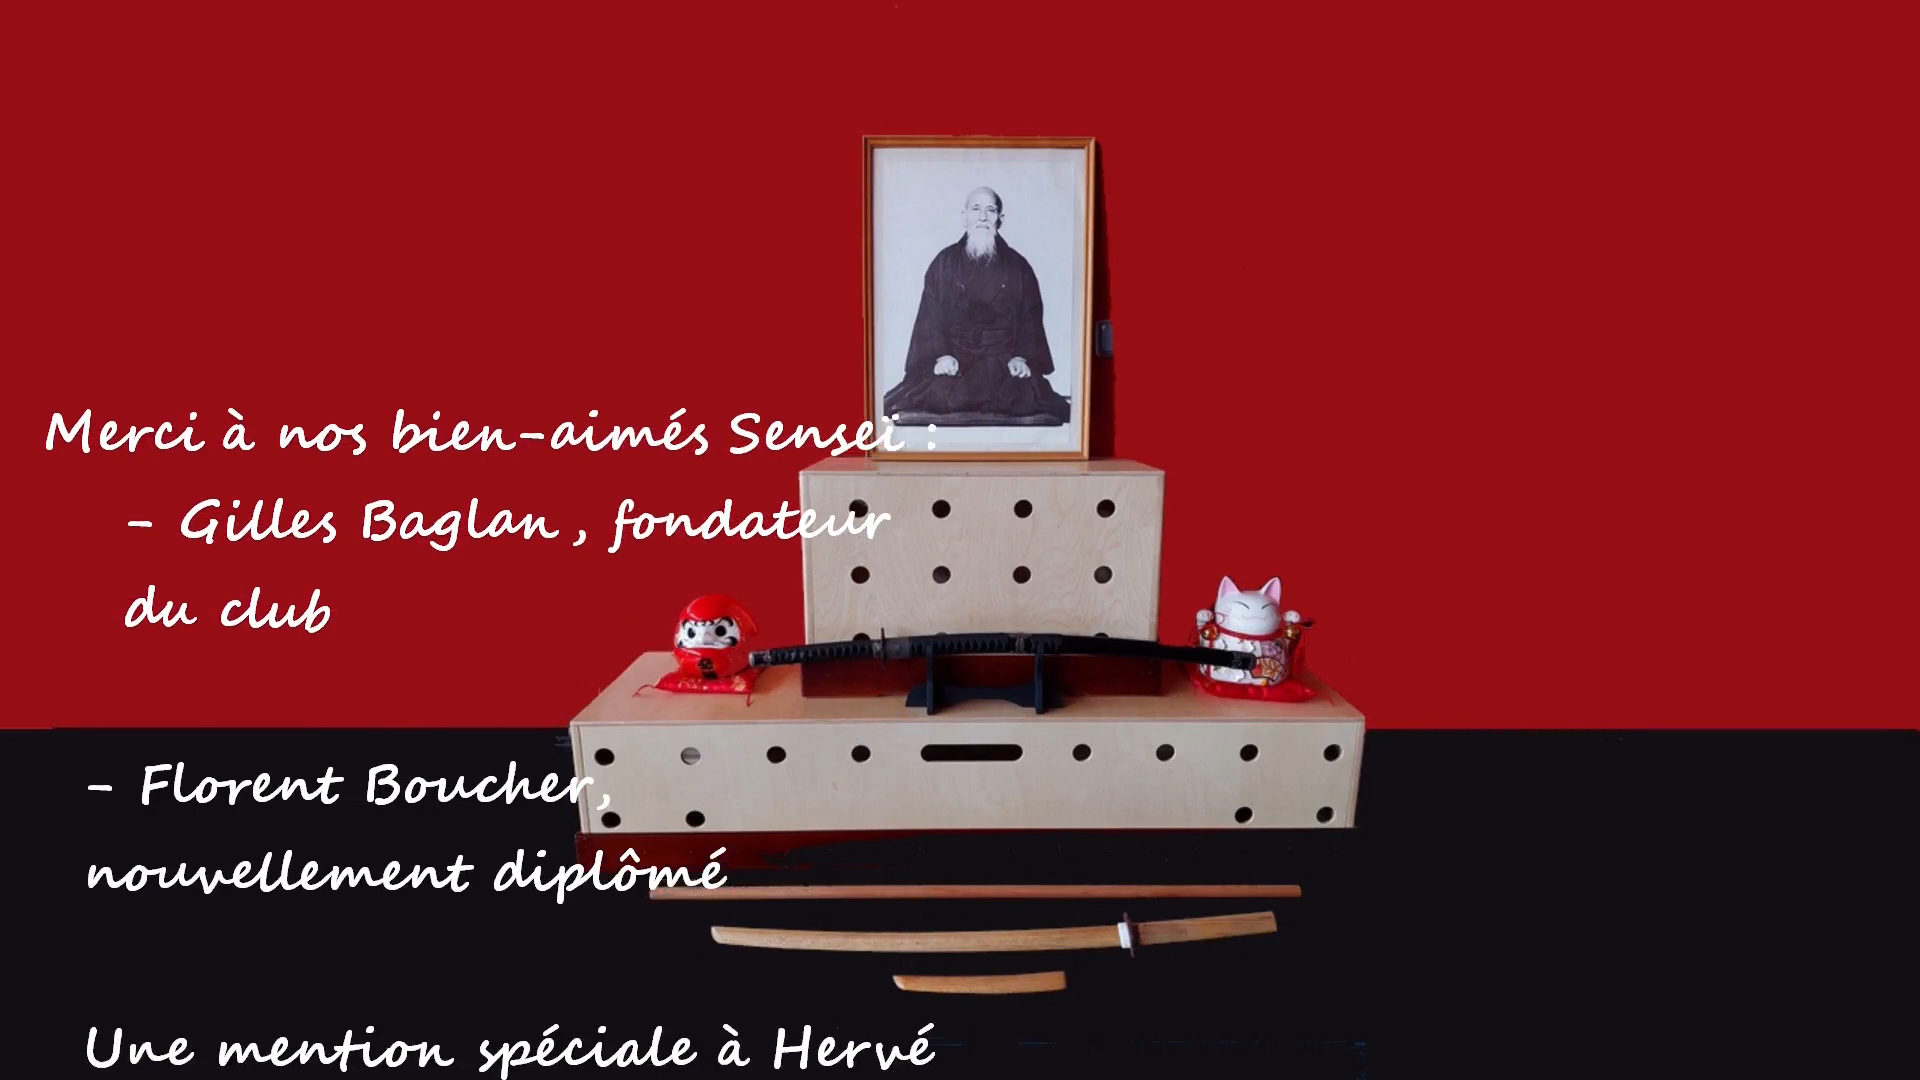 Merci à nos bien-aimés Senseï :
- Gilles Baglan , fondateur
du club
- Florent Boucher,
nouvellement diplômé
Une mention spéciale à Hervé